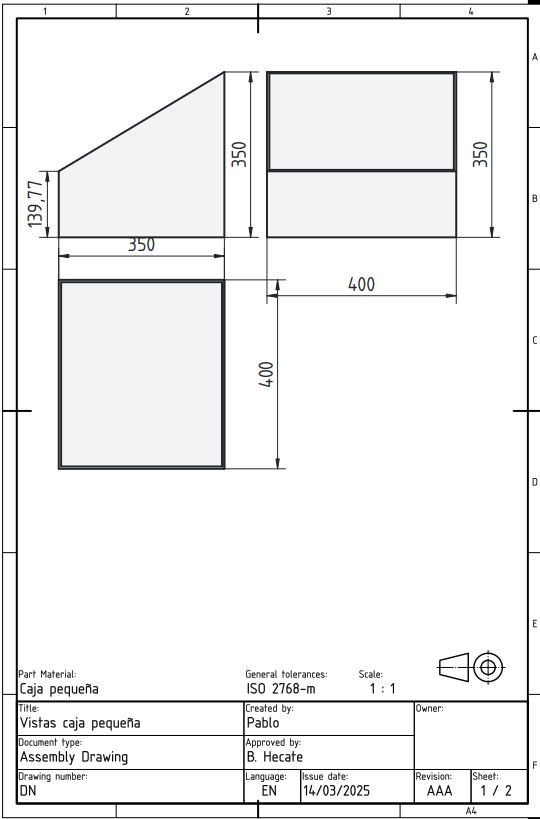 1 2 3 4
A
350
350
139,77
B
350
400
C
400
D
E
Part Material: General tolerances: Scale:
Caja pequeña ISO 2768-m 1 : 1
Title: Created by: Owner:
Vistas caja pequeña Pablo
Document type: Approved by:
Assembly Drawing B. Hecate
F
Drawing number: Language: Issue date: Revision: Sheet:
DN EN 14/03/2025 AAA 1 / 2
A4